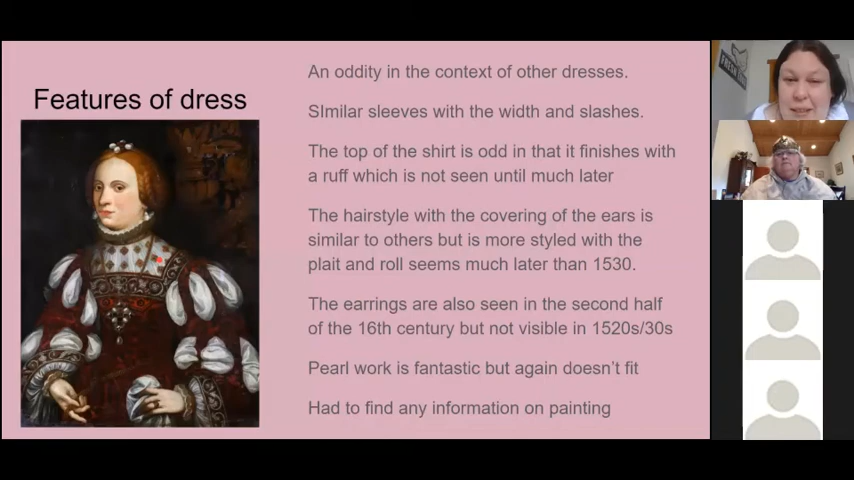 Features of dress
An oddity in the context of other dresses.
SImilar sleeves with the width and slashes.
The top of the shirt is odd in that it finishes with
a ruff which is not seen until much later
The hairstyle with the covering of the ears is
similar to others but is more styled with the
plait and roll seems much later than 1530.
The earrings are also seen in the second half
of the 16th century but not visible in 1520s/30s
Pearl work is fantastic but again doesn't fit
Had to find any information on painting
FRESH